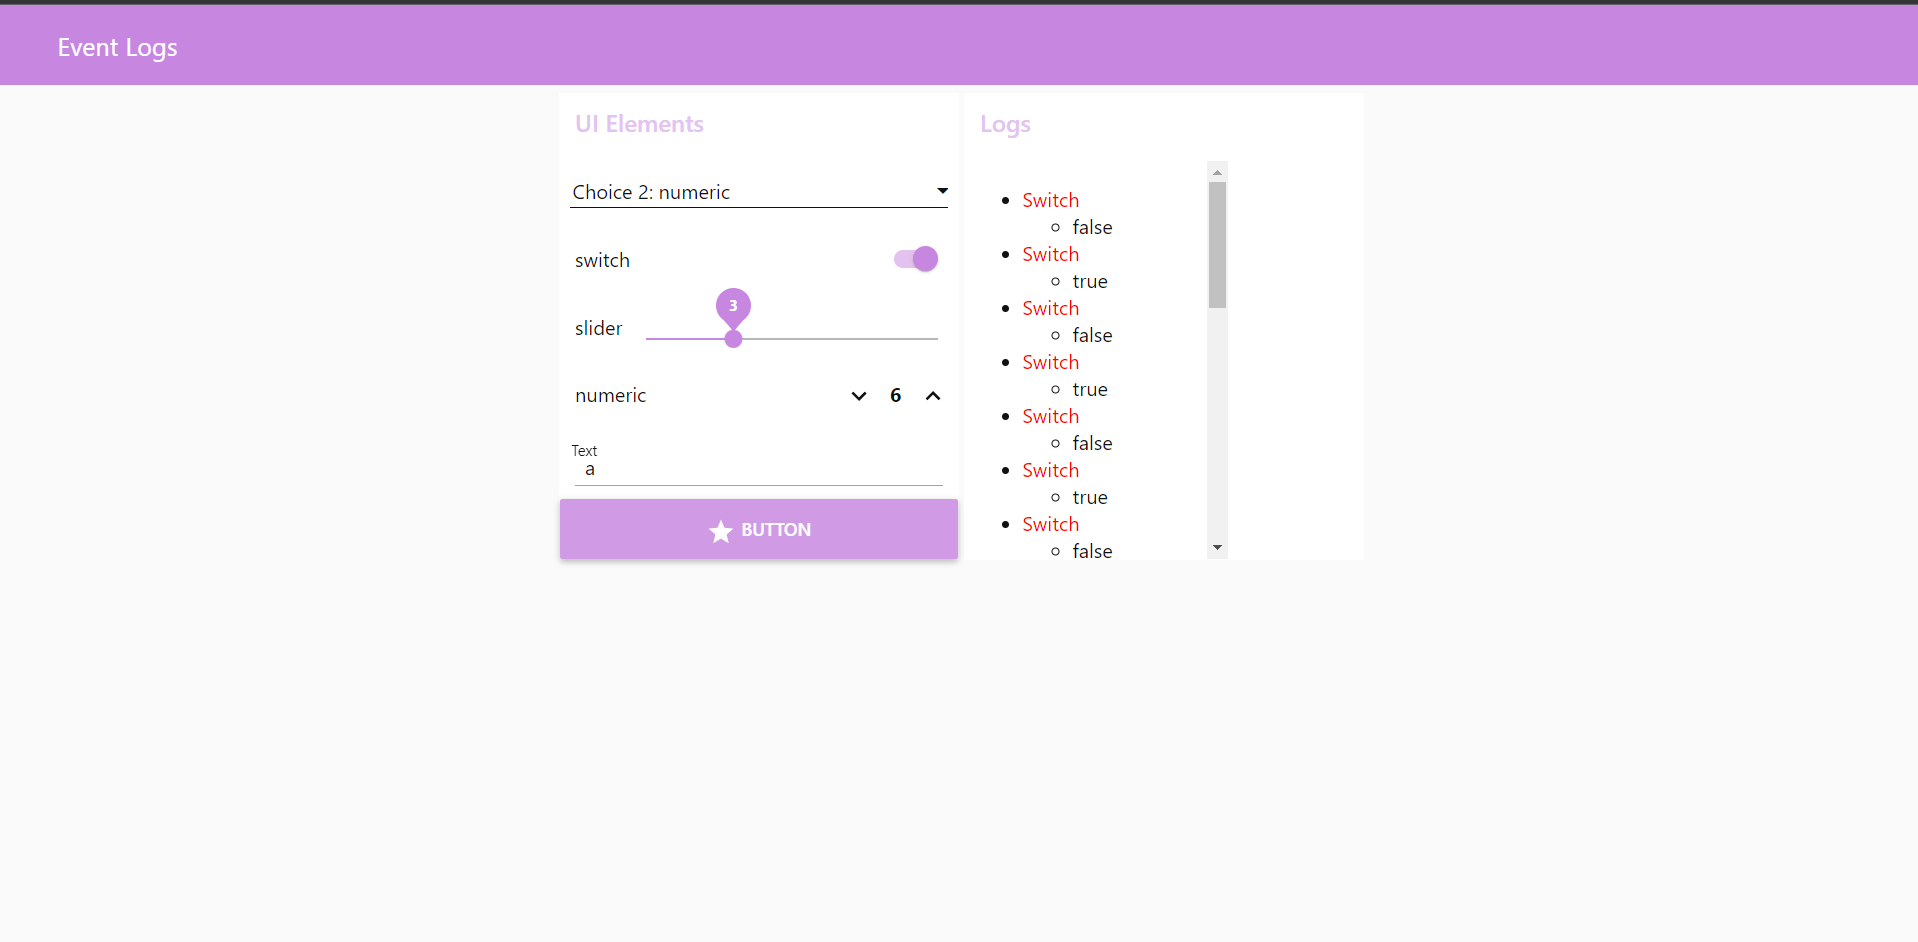 Event Logs
UI Elements
Choice 2: numeric
switch
3
slider
numeric 6
Text
a
BUTTON
Logs
Switch
false
Switch
true
Switch
false
Switch
true
Switch
false
Switch
true
Switch
false